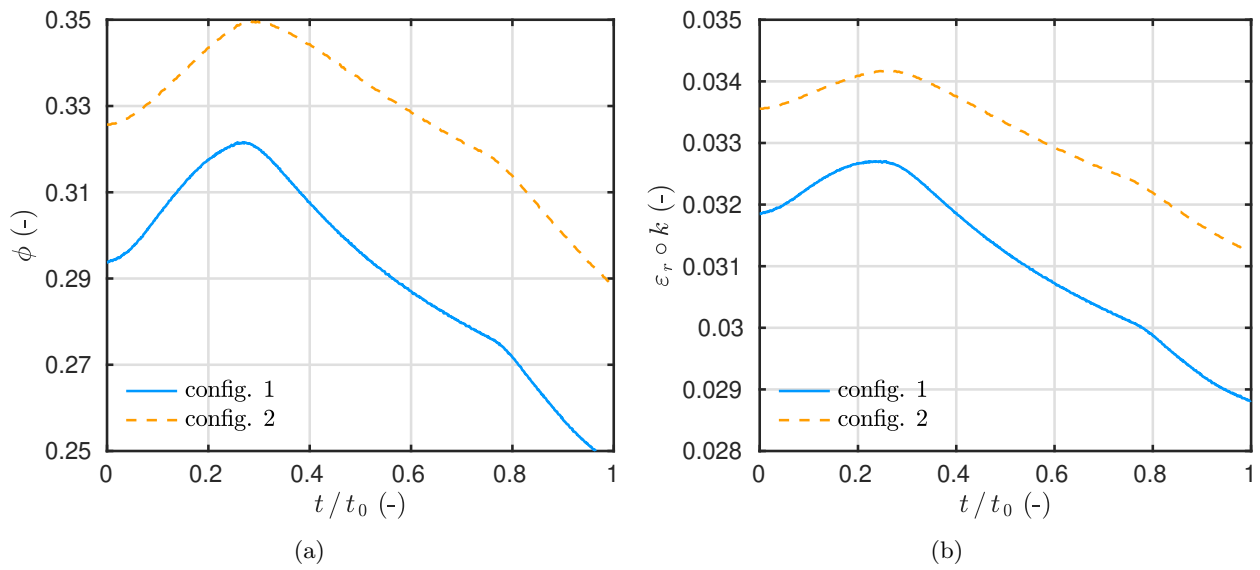 0.35
0.33
0.31
0.29
0.27
0.25
ϕ (-)
config. 1
config. 2
0
0.2
0.4
0.6
0.8
1
t / t₀ (-)
(a)
0.035
0.034
0.033
0.032
0.031
0.03
0.029
0.028
εᵣ ∘ k (-)
config. 1
config. 2
0
0.2
0.4
0.6
0.8
1
t / t₀ (-)
(b)